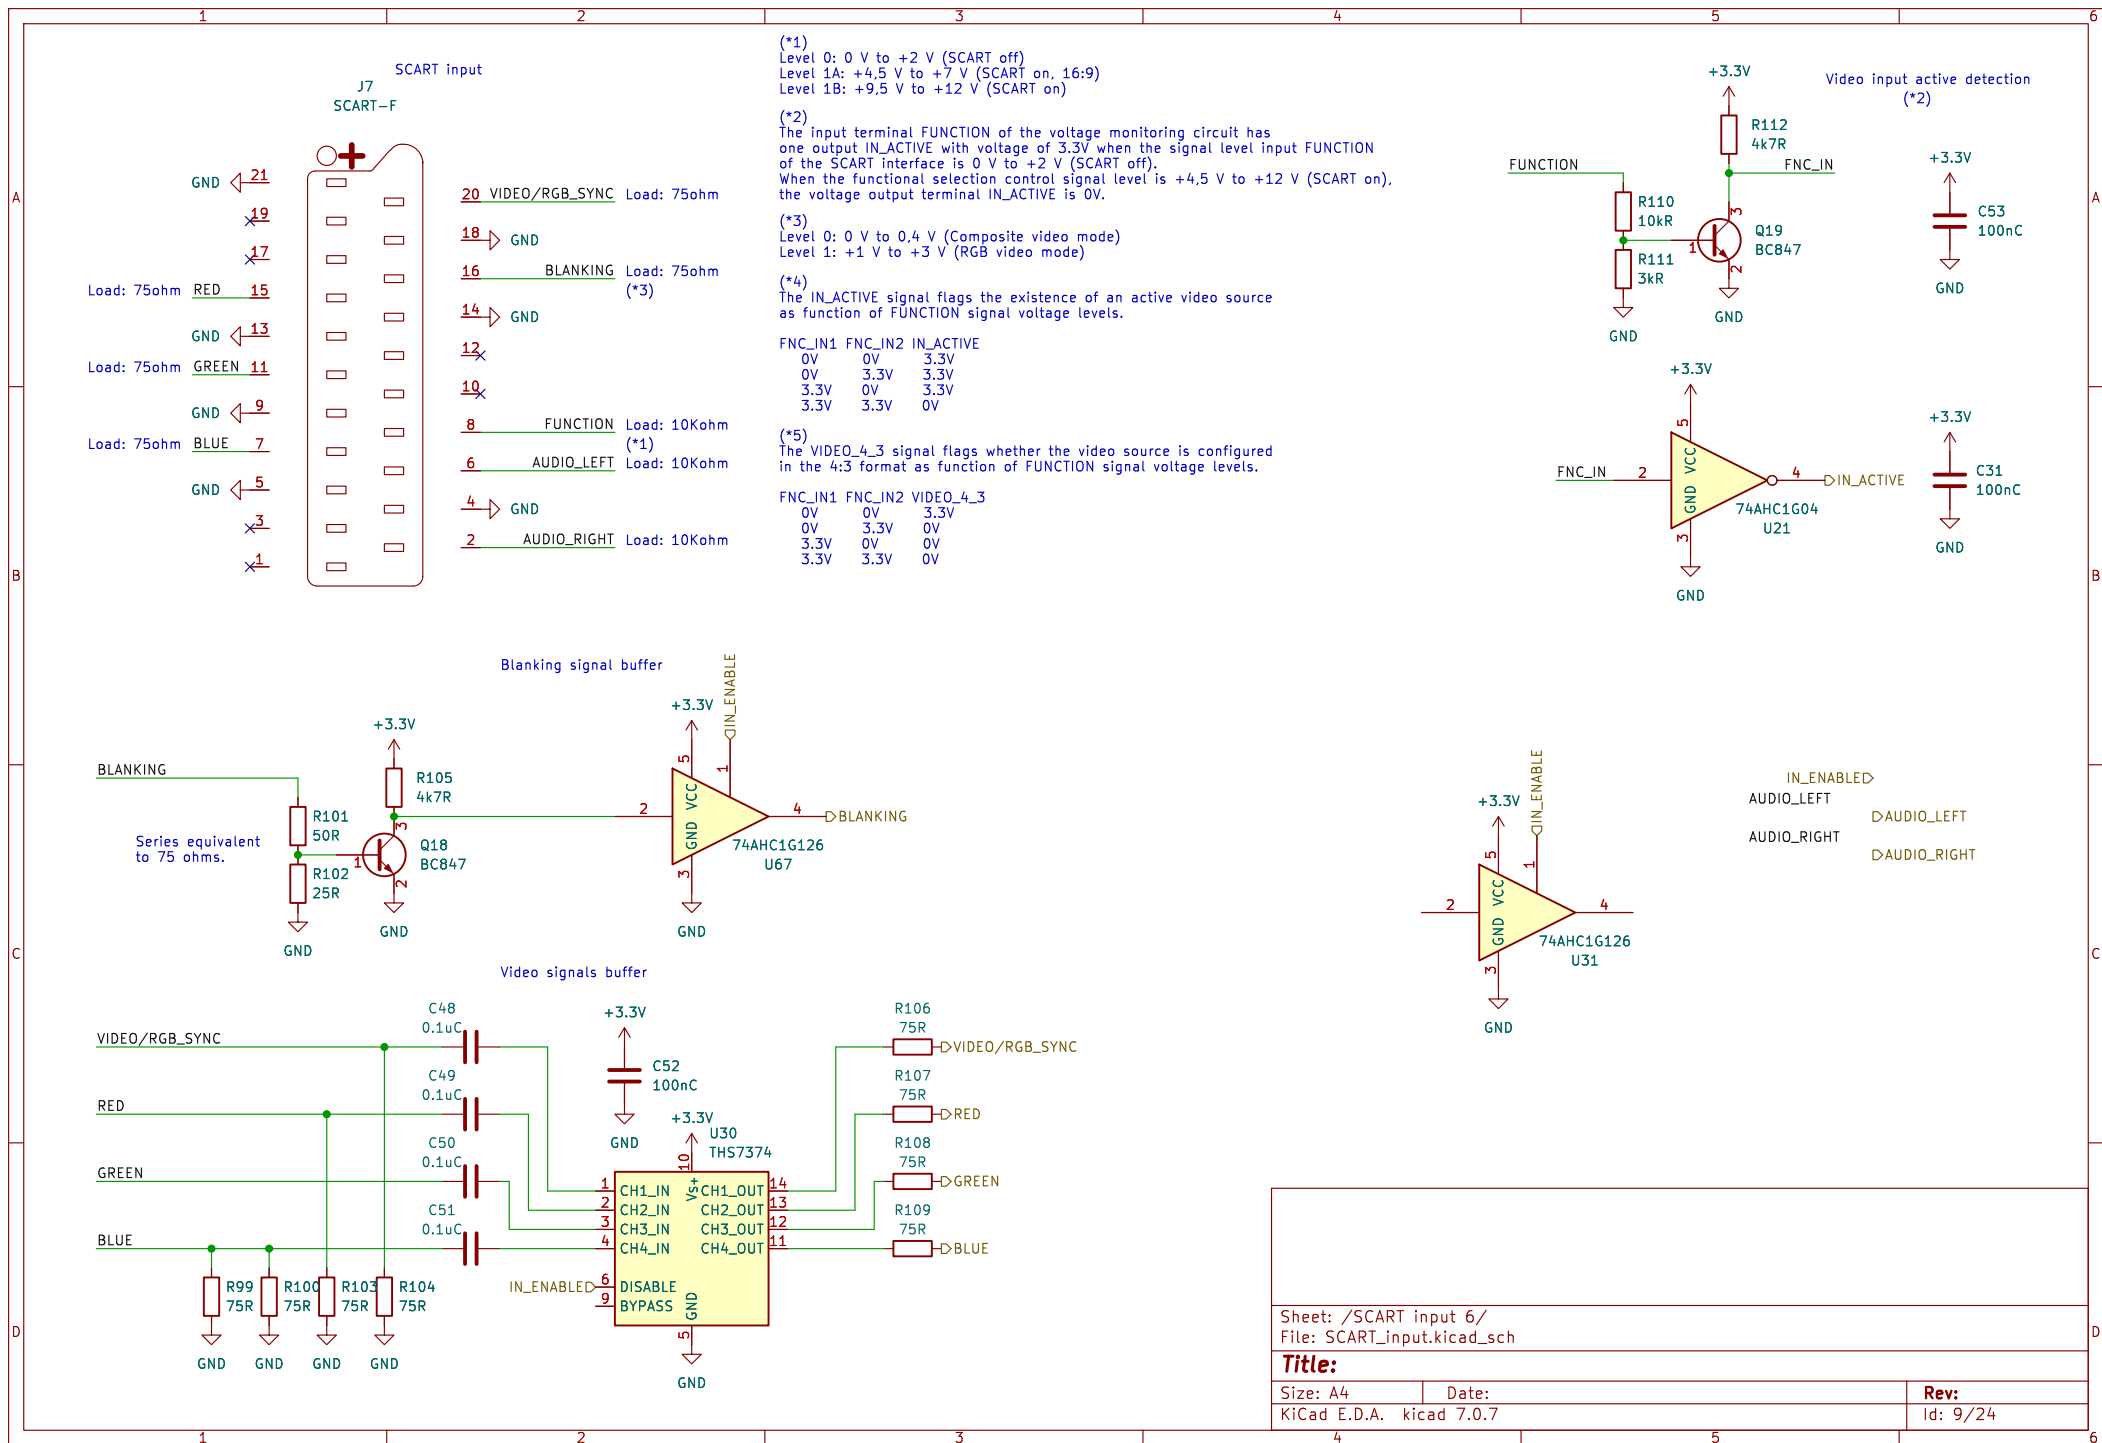 1 2 3 4 5 6
A
B
C
D
SCART input
J7
SCART-F
21
GND
19
17
Load: 75ohm RED 15
GND 13
Load: 75ohm GREEN 11
GND 9
Load: 75ohm BLUE 7
GND 5
3
1
20 VIDEO/RGB_SYNC Load: 75ohm
18 GND
16 BLANKING Load: 75ohm
(*3)
14 GND
12
10
8 FUNCTION Load: 10Kohm
(*1)
6 AUDIO_LEFT Load: 10Kohm
4 GND
2 AUDIO_RIGHT Load: 10Kohm
(*1)
Level 0: 0 V to +2 V (SCART off)
Level 1A: +4,5 V to +7 V (SCART on, 16:9)
Level 1B: +9,5 V to +12 V (SCART on)
(*2)
The input terminal FUNCTION of the voltage monitoring circuit has
one output IN_ACTIVE with voltage of 3.3V when the signal level input FUNCTION
of the SCART interface is 0 V to +2 V (SCART off).
When the functional selection control signal level is +4,5 V to +12 V (SCART on),
the voltage output terminal IN_ACTIVE is 0V.
(*3)
Level 0: 0 V to 0,4 V (Composite video mode)
Level 1: +1 V to +3 V (RGB video mode)
(*4)
The IN_ACTIVE signal flags the existence of an active video source
as function of FUNCTION signal voltage levels.
FNC_IN1 FNC_IN2 IN_ACTIVE
0V 0V 3.3V
0V 3.3V 3.3V
3.3V 0V 3.3V
3.3V 3.3V 0V
(*5)
The VIDEO_4_3 signal flags whether the video source is configured
in the 4:3 format as function of FUNCTION signal voltage levels.
FNC_IN1 FNC_IN2 VIDEO_4_3
0V 0V 3.3V
0V 3.3V 0V
3.3V 0V 0V
3.3V 3.3V 0V
Video input active detection
(*2)
+3.3V
R112
4k7R
FUNCTION
FNC_IN
R110
10kR
R111
3kR
GND
1
3
2
Q19
BC847
GND
+3.3V
C53
100nC
GND
+3.3V
5
VCC
GND
FNC_IN 2
4 IN_ACTIVE
74AHC1G04
U21
3
GND
+3.3V
C31
100nC
GND
Blanking signal buffer
+3.3V
R105
4k7R
BLANKING
R101
50R
Series equivalent
to 75 ohms.
R102
25R
GND
1
3
2
Q18
BC847
GND
+3.3V
IN_ENABLE
5
1
VCC
GND
2
4 BLANKING
74AHC1G126
U67
3
GND
+3.3V
IN_ENABLE
5
1
VCC
GND
2
4
74AHC1G126
U31
3
GND
IN_ENABLE
AUDIO_LEFT
AUDIO_LEFT
AUDIO_RIGHT
AUDIO_RIGHT
Video signals buffer
VIDEO/RGB_SYNC
C48
0.1uC
RED
C49
0.1uC
GREEN
C50
0.1uC
BLUE
C51
0.1uC
R99
75R
GND
R100
75R
GND
R103
75R
GND
R104
75R
GND
+3.3V
C52
100nC
GND
+3.3V
U30
THS7374
10
Vs+
1 CH1_IN CH1_OUT 14
2 CH2_IN CH2_OUT 13
3 CH3_IN CH3_OUT 12
4 CH4_IN CH4_OUT 11
IN_ENABLE 6 DISABLE
9 BYPASS
GND
5
GND
R106
75R
VIDEO/RGB_SYNC
R107
75R
RED
R108
75R
GREEN
R109
75R
BLUE
Sheet: /SCART input 6/
File: SCART_input.kicad_sch
Title:
Size: A4 Date: Rev:
KiCad E.D.A. kicad 7.0.7 Id: 9/24
A
B
C
D
1 2 3 4 5 6